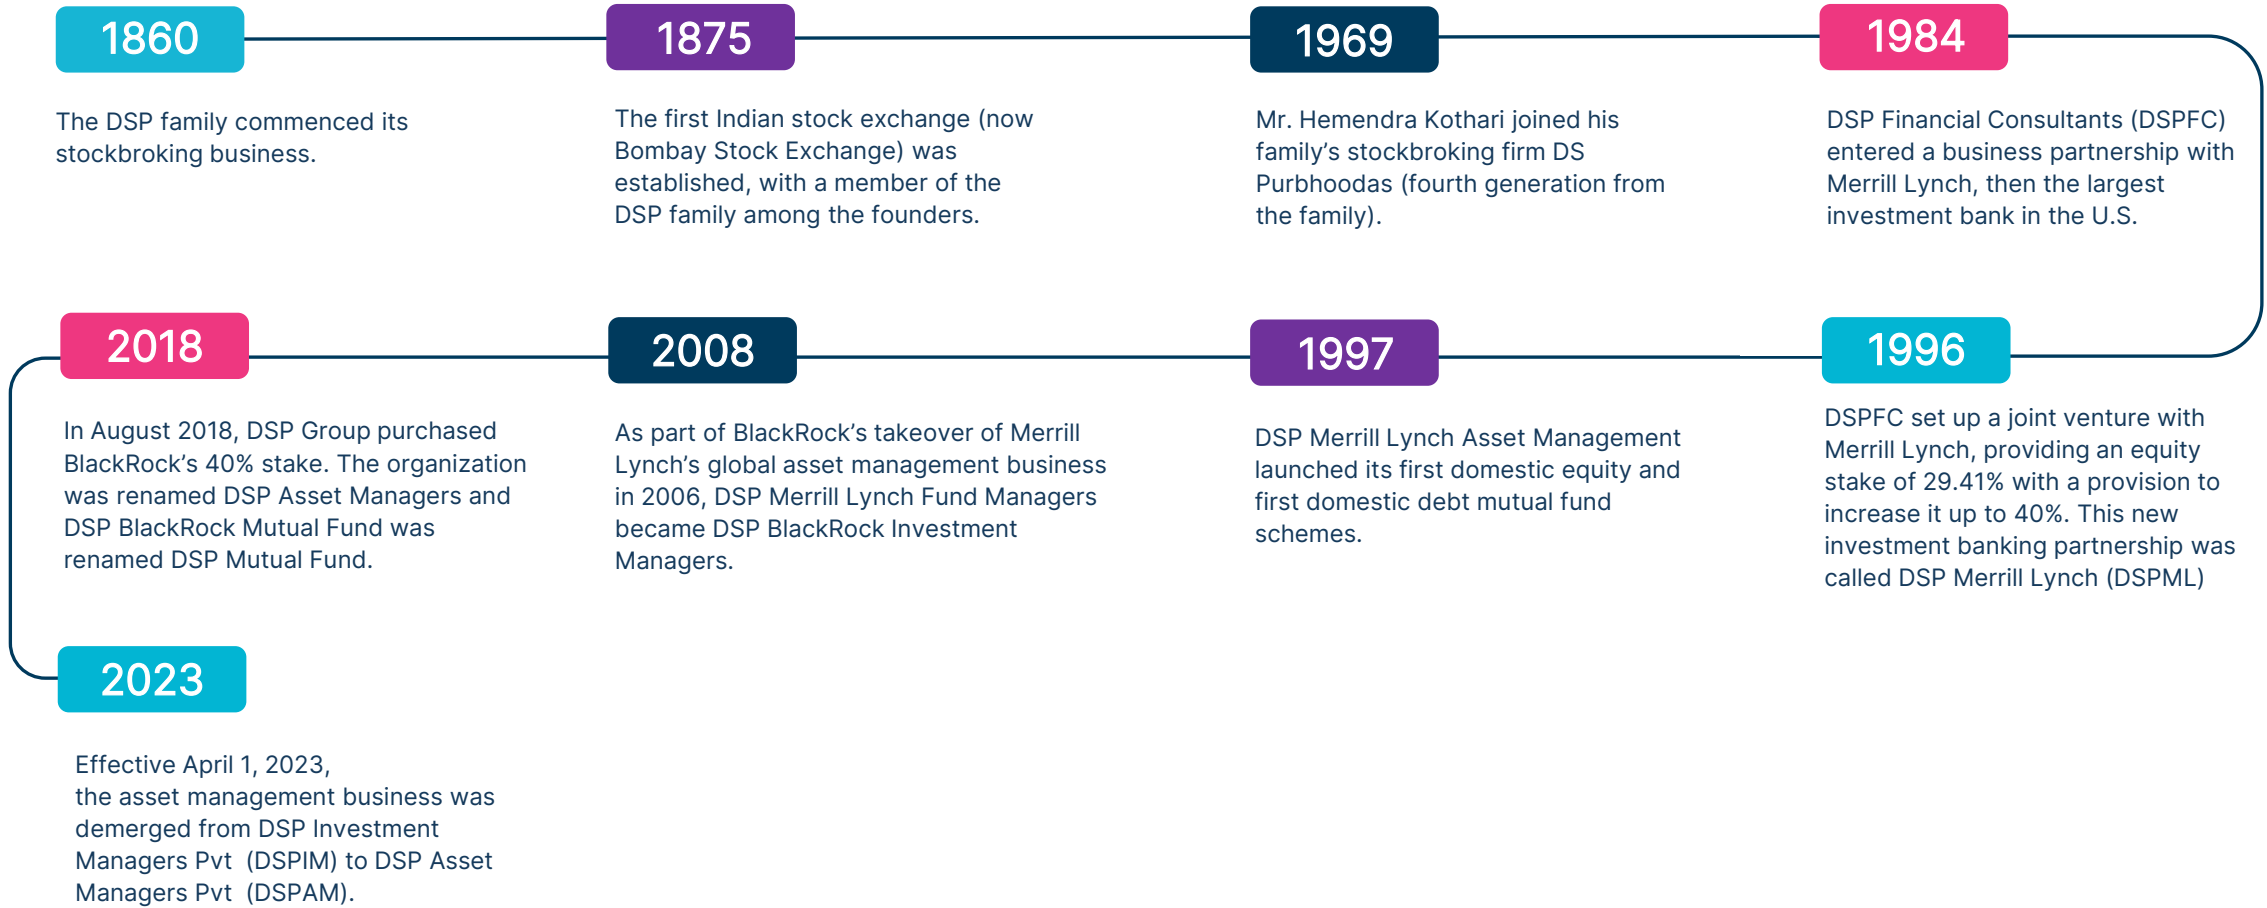 1860
The DSP family commenced its
stockbroking business.
1875
The first Indian stock exchange (now
Bombay Stock Exchange) was
established, with a member of the
DSP family among the founders.
1969
Mr. Hemendra Kothari joined his
family’s stockbroking firm DS
Purbhoodas (fourth generation from
the family).
1984
DSP Financial Consultants (DSPFC)
entered a business partnership with
Merrill Lynch, then the largest
investment bank in the U.S.
1996
DSPFC set up a joint venture with
Merrill Lynch, providing an equity
stake of 29.41% with a provision to
increase it up to 40%. This new
investment banking partnership was
called DSP Merrill Lynch (DSPML)
1997
DSP Merrill Lynch Asset Management
launched its first domestic equity and
first domestic debt mutual fund
schemes.
2008
As part of BlackRock’s takeover of Merrill
Lynch’s global asset management business
in 2006, DSP Merrill Lynch Fund Managers
became DSP BlackRock Investment
Managers.
2018
In August 2018, DSP Group purchased
BlackRock’s 40% stake. The organization
was renamed DSP Asset Managers and
DSP BlackRock Mutual Fund was
renamed DSP Mutual Fund.
2023
Effective April 1, 2023,
the asset management business was
demerged from DSP Investment
Managers Pvt (DSPIM) to DSP Asset
Managers Pvt (DSPAM).